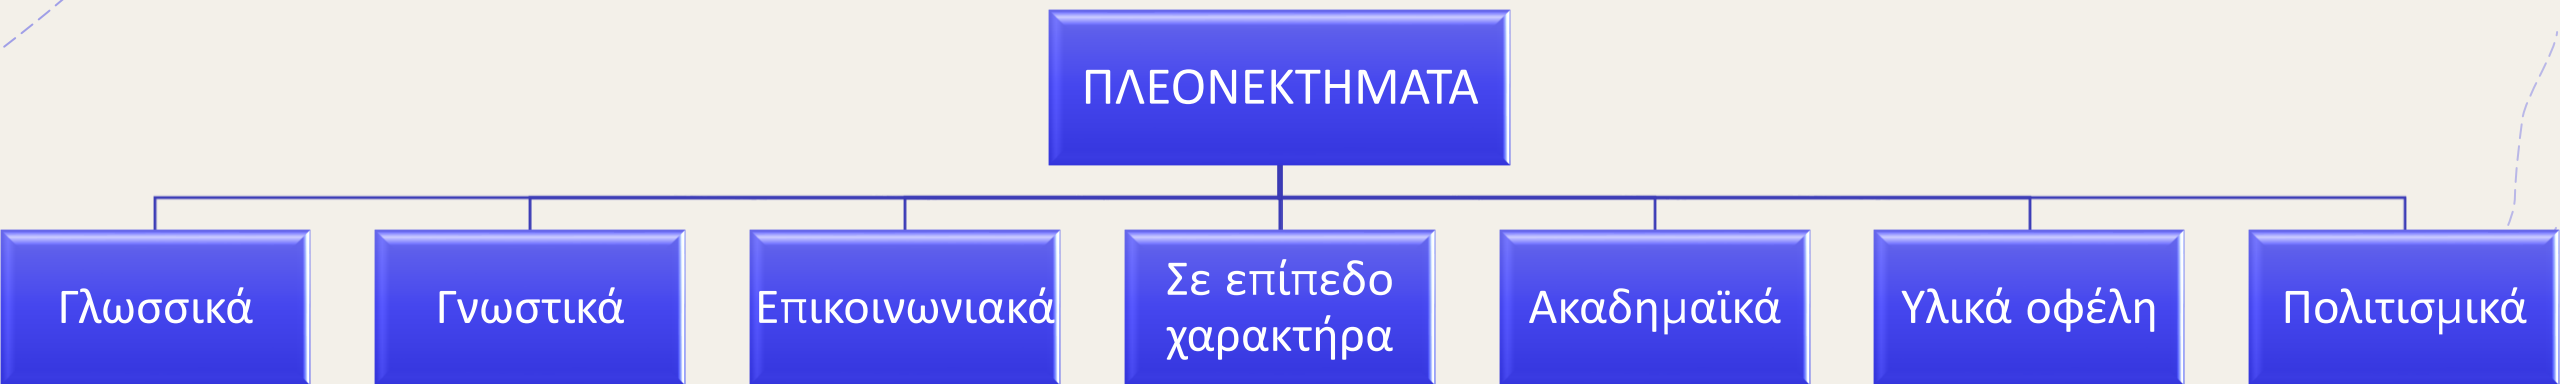 ΠΛΕΟΝΕΚΤΗΜΑΤΑ
Γλωσσικά
Γνωστικά
Επικοινωνιακά
Σε επίπεδο
χαρακτήρα
Ακαδημαϊκά
Υλικά οφέλη
Πολιτισμικά